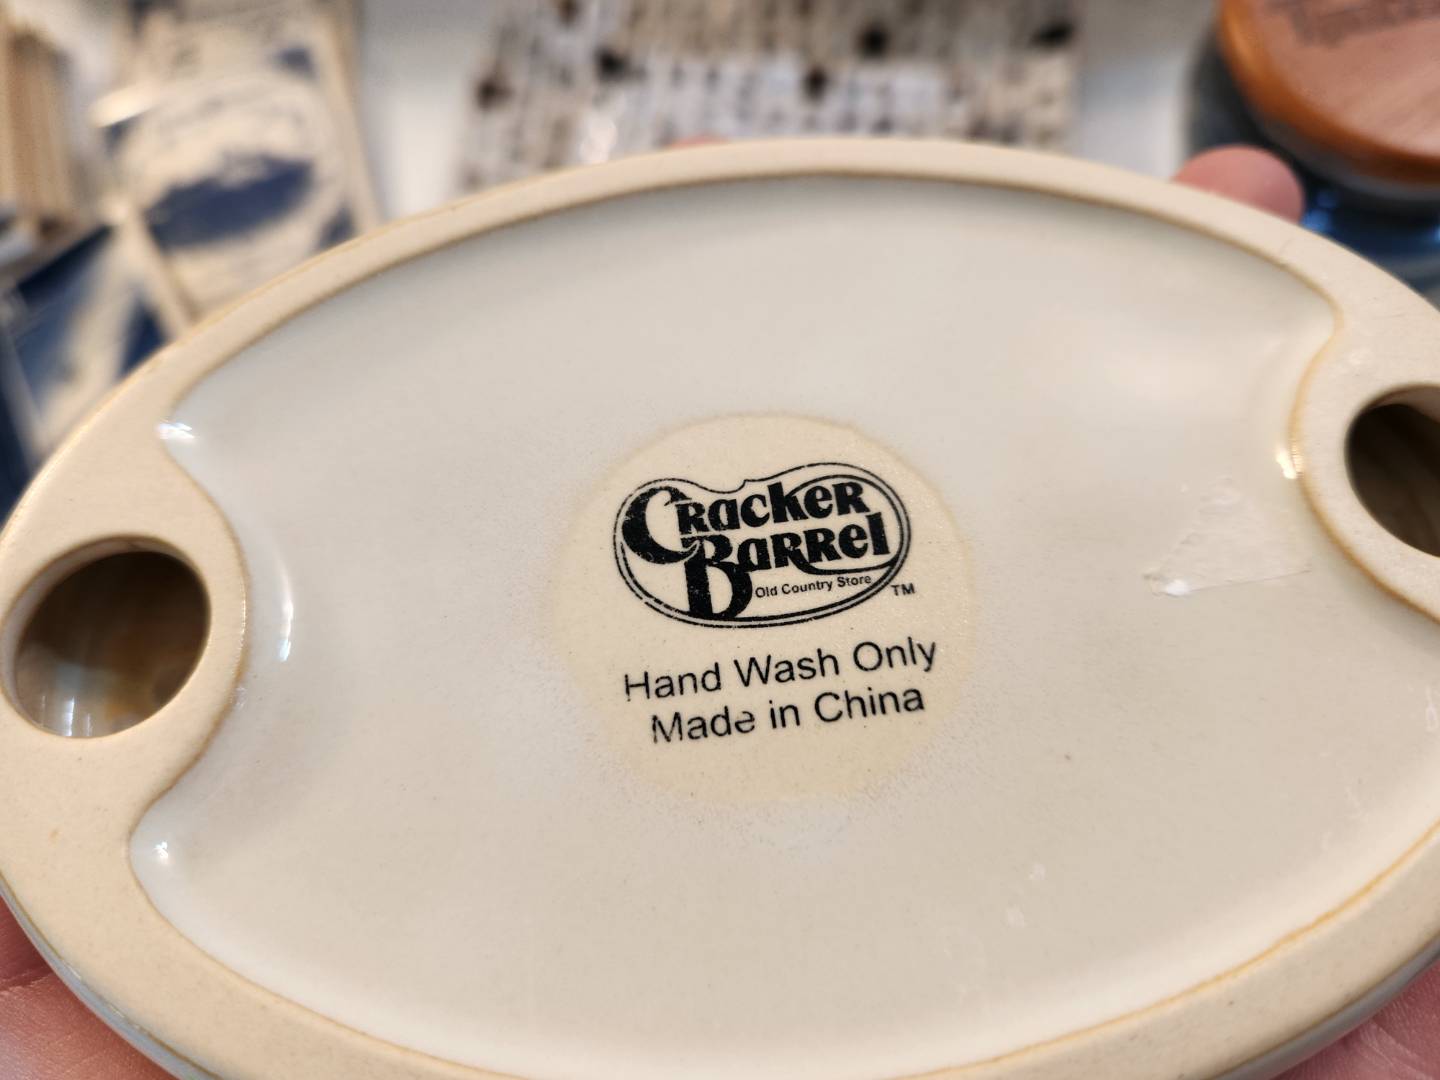 Cracker
Barrel
Old Country Store
TM
Hand Wash Only
Made in China